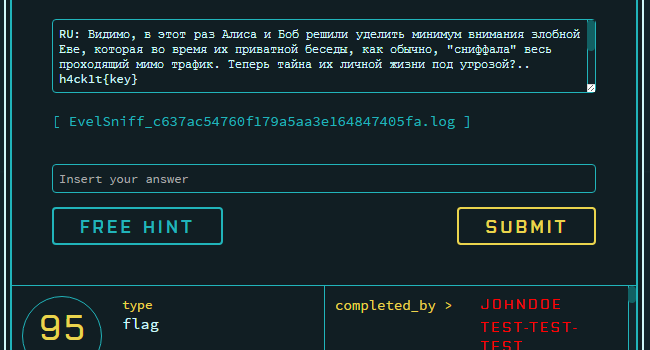 RU: Видимо, в этот раз Алиса и Боб решили уделить минимум внимания злобной
Еве, которая во время их приватной беседы, как обычно, "сниффала" весь
проходящий мимо трафик. Теперь тайна их личной жизни под угрозой?..
h4ck1t{key}
[ EvelSniff_c637ac54760f179a5aa3e164847405fa.log ]
Insert your answer
FREE HINT
SUBMIT
95
type
flag
completed_by >
JOHNDOE
TEST-TEST-
TEST